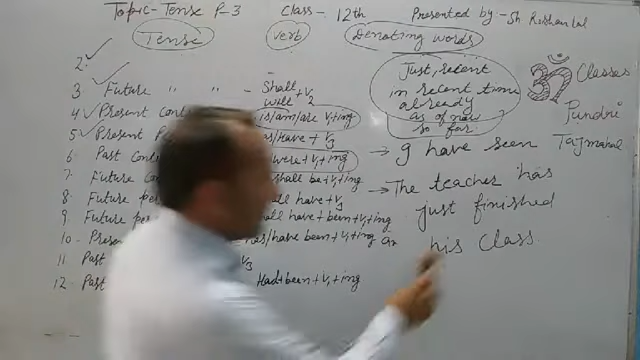 Topic-Tense P-3 Class-12th Presented by-Sh Reshanlal
Tense verb Denoting words
2.
3. Future " " - Shall will + V
4. Present Cont is/am/are V1+ing
5. Present P has/Have + V3
6. Past Cont were + V1+ing
7. Future shall be+V1+ing
8. Future per shall have + V3
9. Future per shall have+been+V1+ing
10. Presen has/have been+V1+ing
11 Past V3
12. Past Had+been+V1+ing
Just, recent
in recent time
already
as of now
so far.
→ I have seen Tajmahal
→ The teacher has
just finished
his Class.
ॐ Classes
Pundri